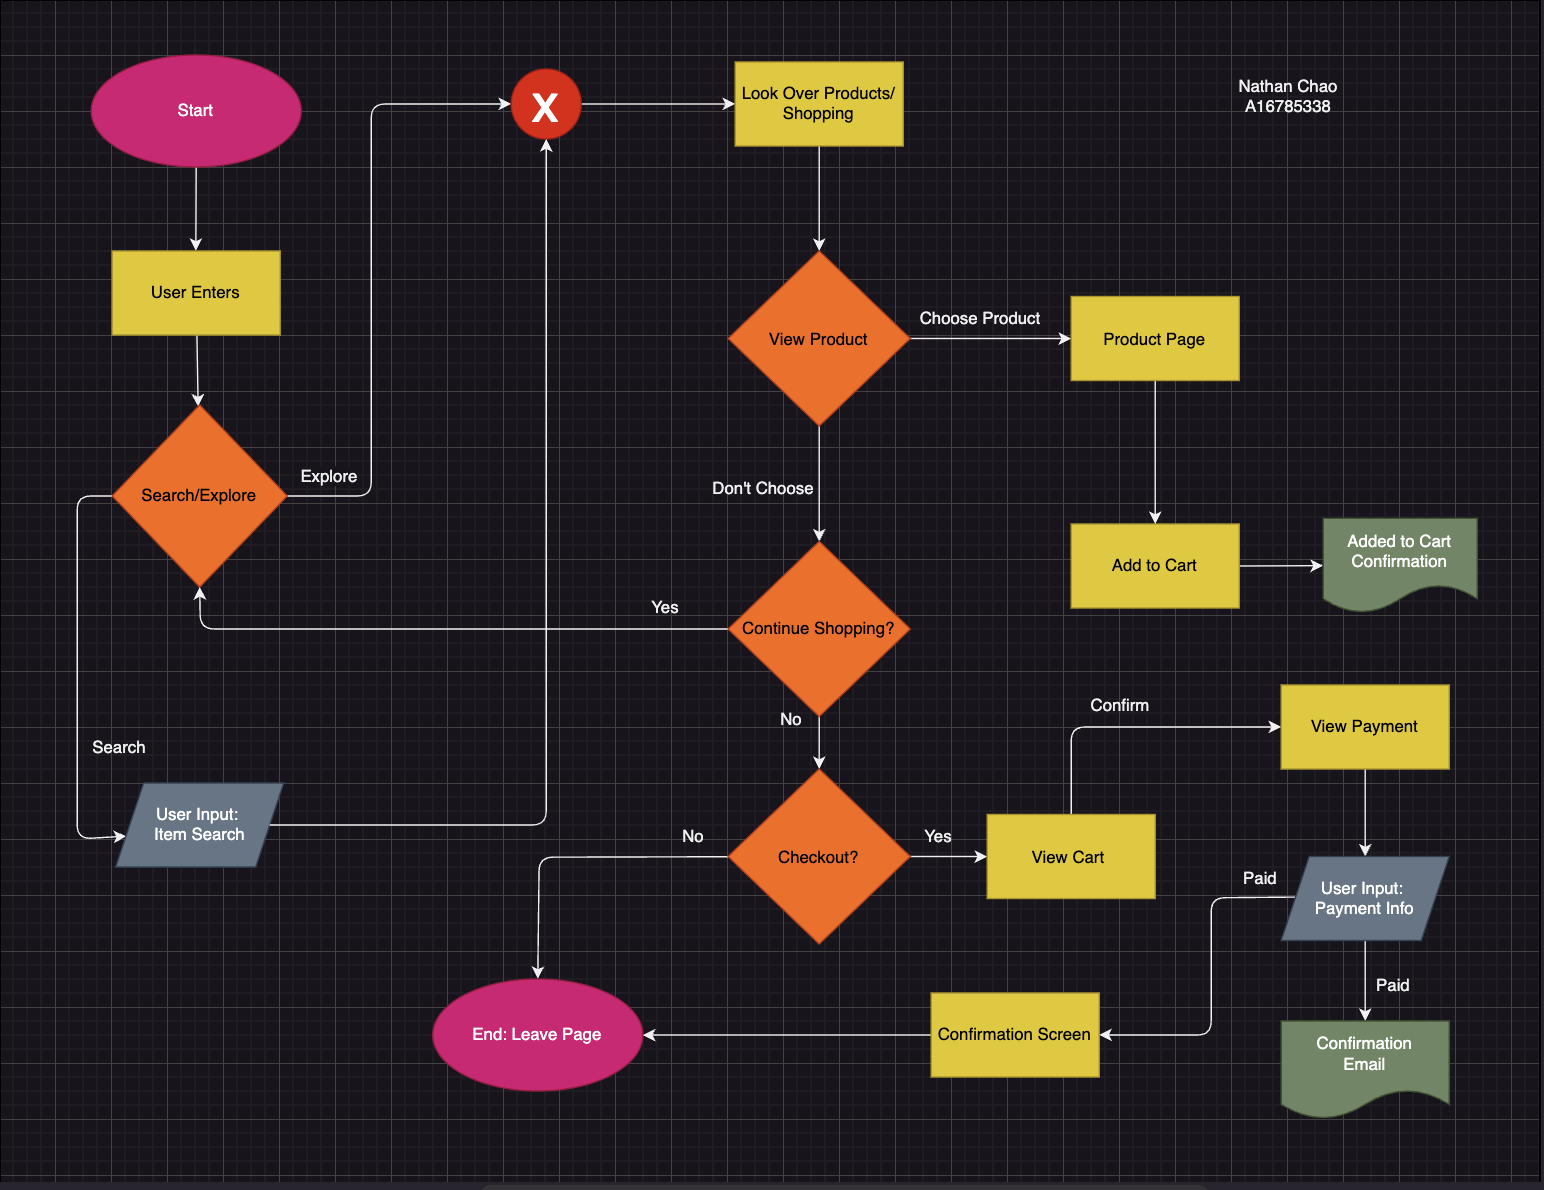 Start
X
Look Over Products/
Shopping
Nathan Chao
A16785338
User Enters
Choose Product
View Product
Product Page
Explore
Search/Explore
Don't Choose
Added to Cart
Confirmation
Add to Cart
Yes
Continue Shopping?
Confirm
No
View Payment
Search
User Input:
Item Search
No
Checkout?
Yes
View Cart
Paid
User Input:
Payment Info
Paid
End: Leave Page
Confirmation Screen
Confirmation
Email